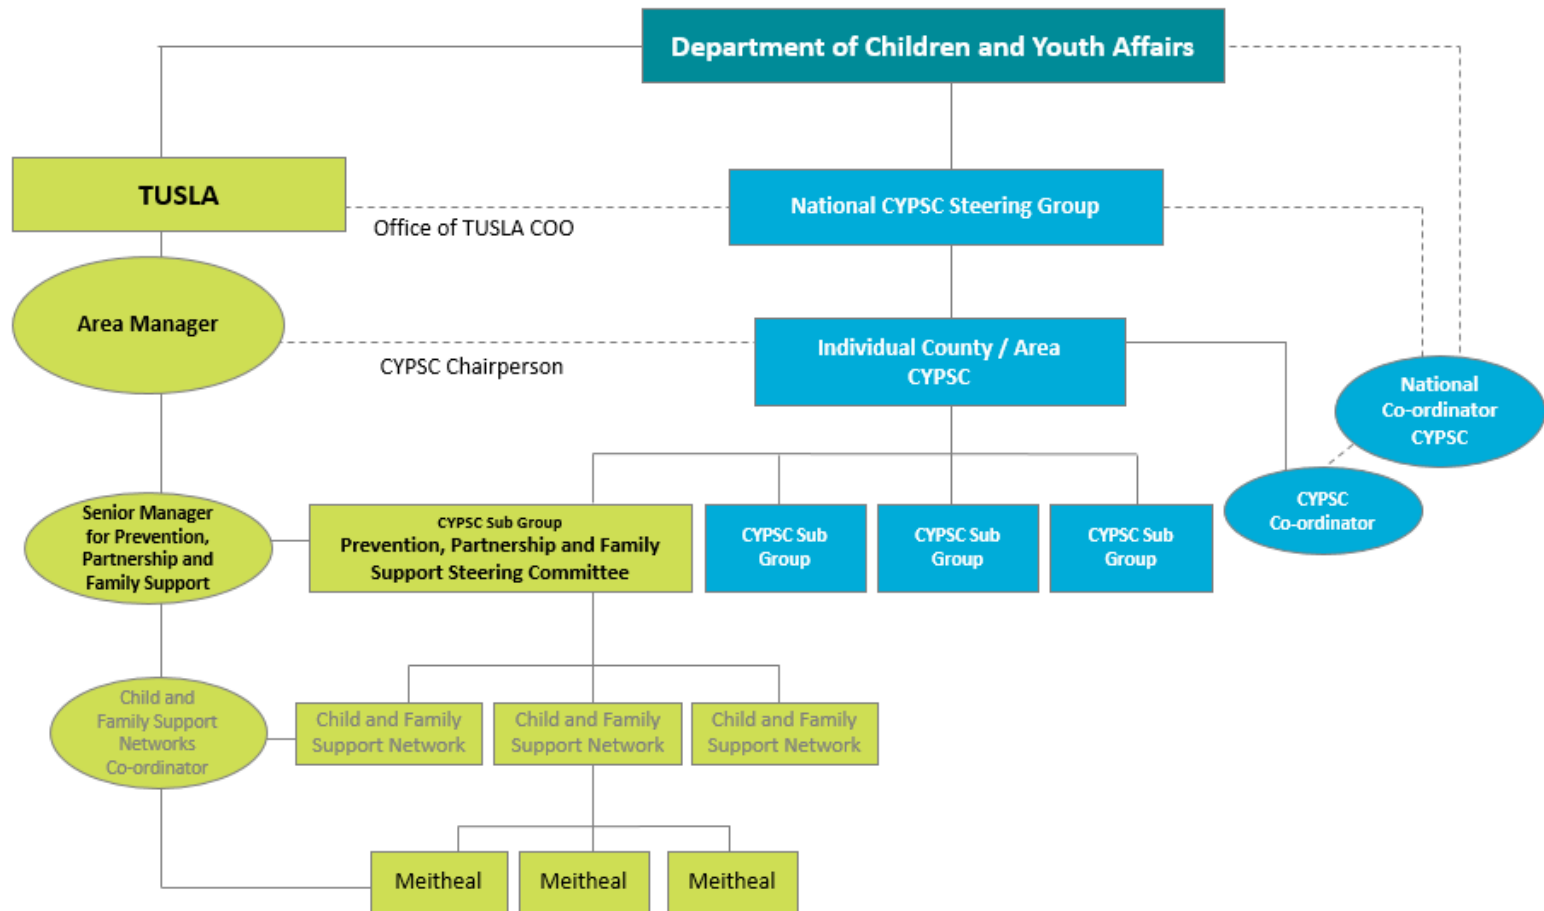 Department of Children and Youth Affairs
TUSLA
National CYPSC Steering Group
Office of TUSLA COO
Area Manager
Individual County / Area
CYPSC
CYPSC Chairperson
National
Co-ordinator
CYPSC
CYPSC
Co-ordinator
Senior Manager
for Prevention,
Partnership and
Family Support
CYPSC Sub Group
Prevention, Partnership and Family
Support Steering Committee
CYPSC Sub
Group
CYPSC Sub
Group
CYPSC Sub
Group
Child and
Family Support
Networks
Co-ordinator
Child and Family
Support Network
Child and Family
Support Network
Child and Family
Support Network
Meitheal
Meitheal
Meitheal